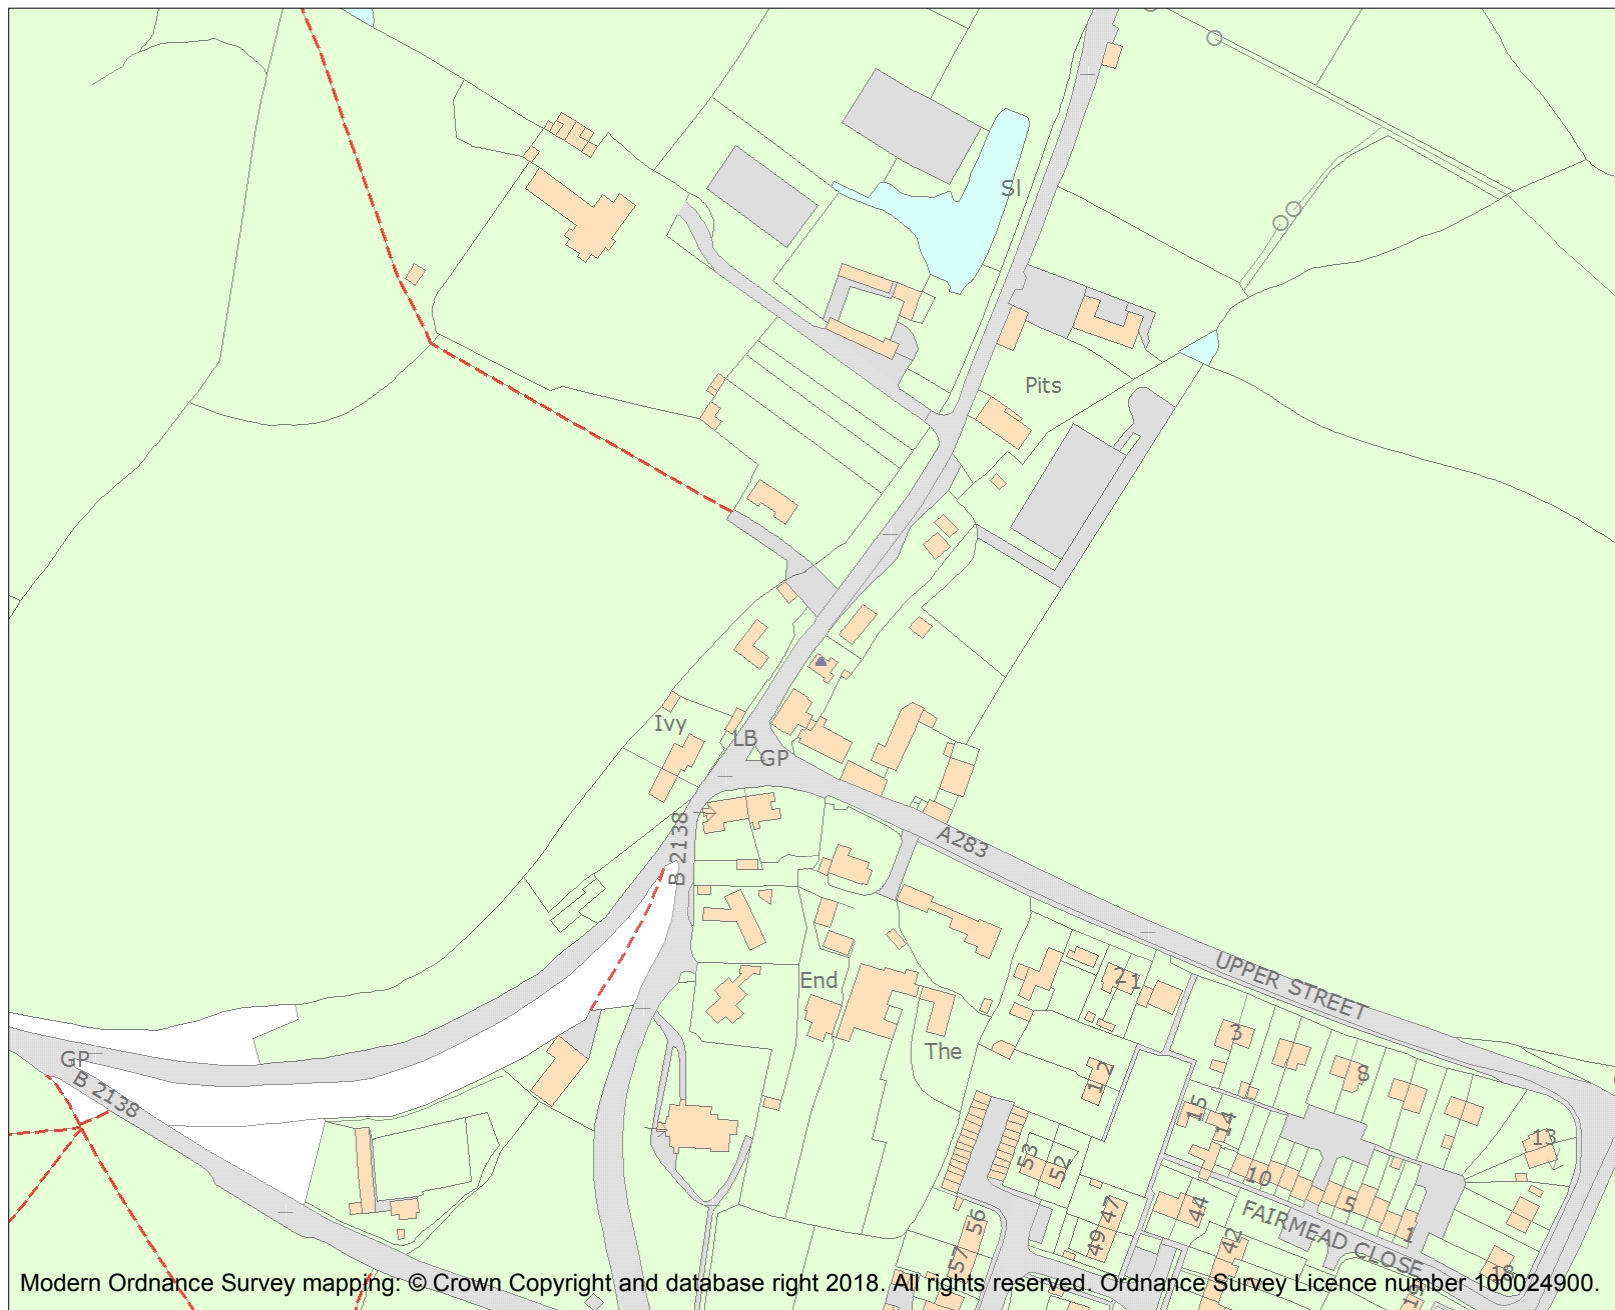 Sl
Pits
Ivy
LB
GP
B 2138
A283
UPPER STREET
End
The
21
3
8
12
15
14
13
GP
B 2138
53
52
10
5
1
44
47
49
42
56
57
FAIRMEAD CLOSE
18
19
Modern Ordnance Survey mapping: © Crown Copyright and database right 2018. All rights reserved. Ordnance Survey Licence number 100024900.